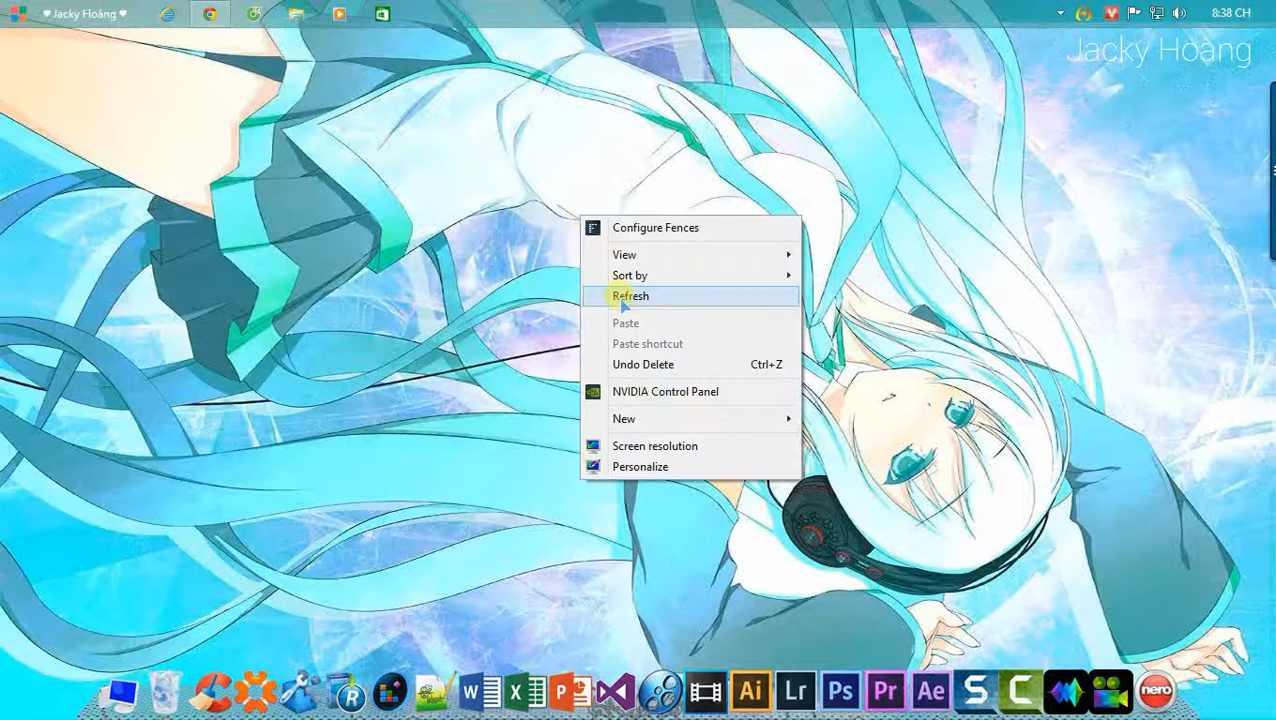 ♥Jacky Hoảng♥
8:38 CH
Jacky Hoàng
Configure Fences
View
Sort by
Refresh
Paste
Paste shortcut
Undo Delete Ctrl+Z
NVIDIA Control Panel
New
Screen resolution
Personalize
W X P Ai Lr Ps Pr Ae S C nero